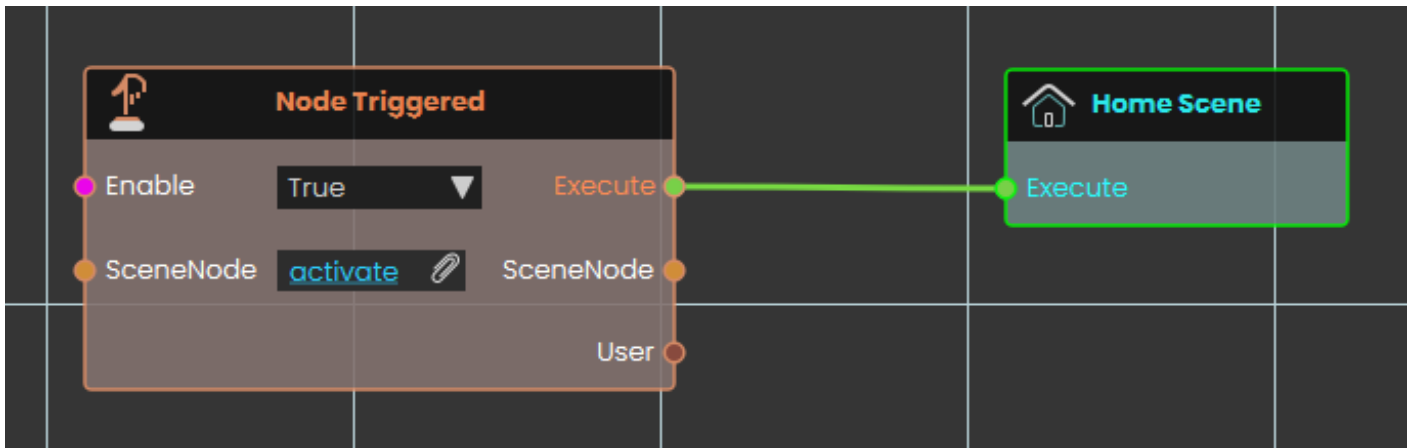 Node Triggered
Home Scene
Enable
True
Execute
Execute
SceneNode
activate
SceneNode
User